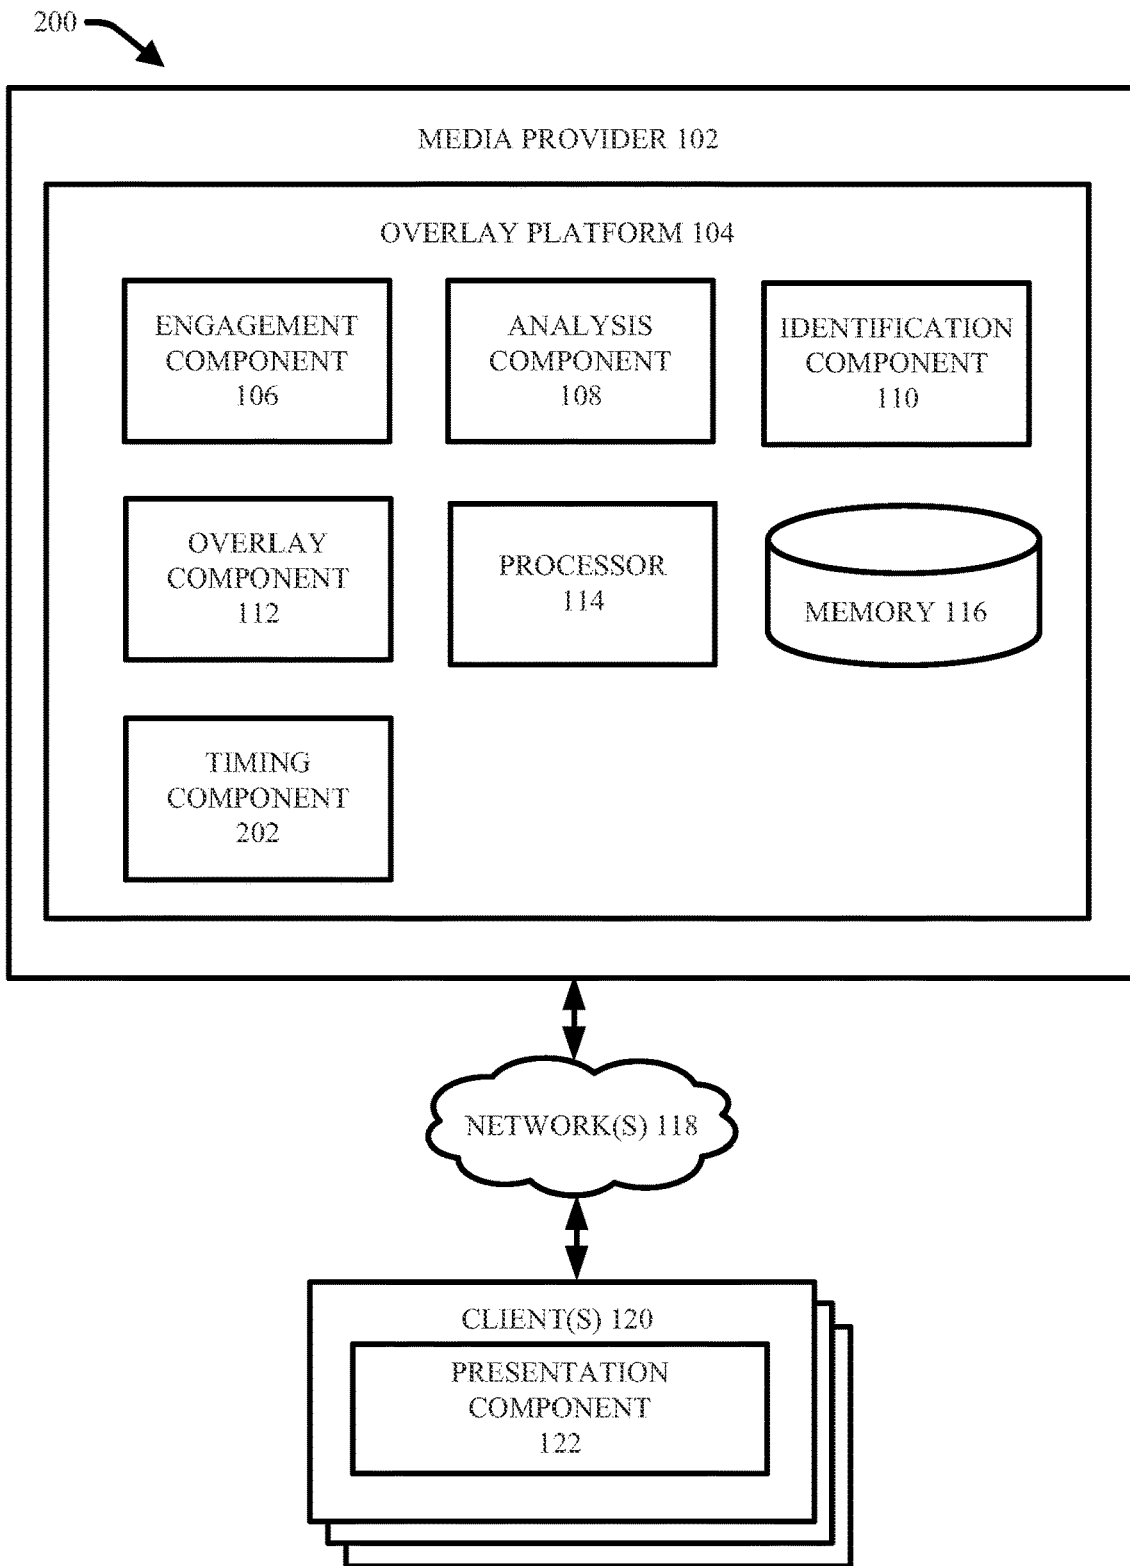 200
MEDIA PROVIDER 102
OVERLAY PLATFORM 104
ENGAGEMENT
COMPONENT
106
ANALYSIS
COMPONENT
108
IDENTIFICATION
COMPONENT
110
OVERLAY
COMPONENT
112
PROCESSOR
114
MEMORY 116
TIMING
COMPONENT
202
NETWORK(S) 118
CLIENT(S) 120
PRESENTATION
COMPONENT
122